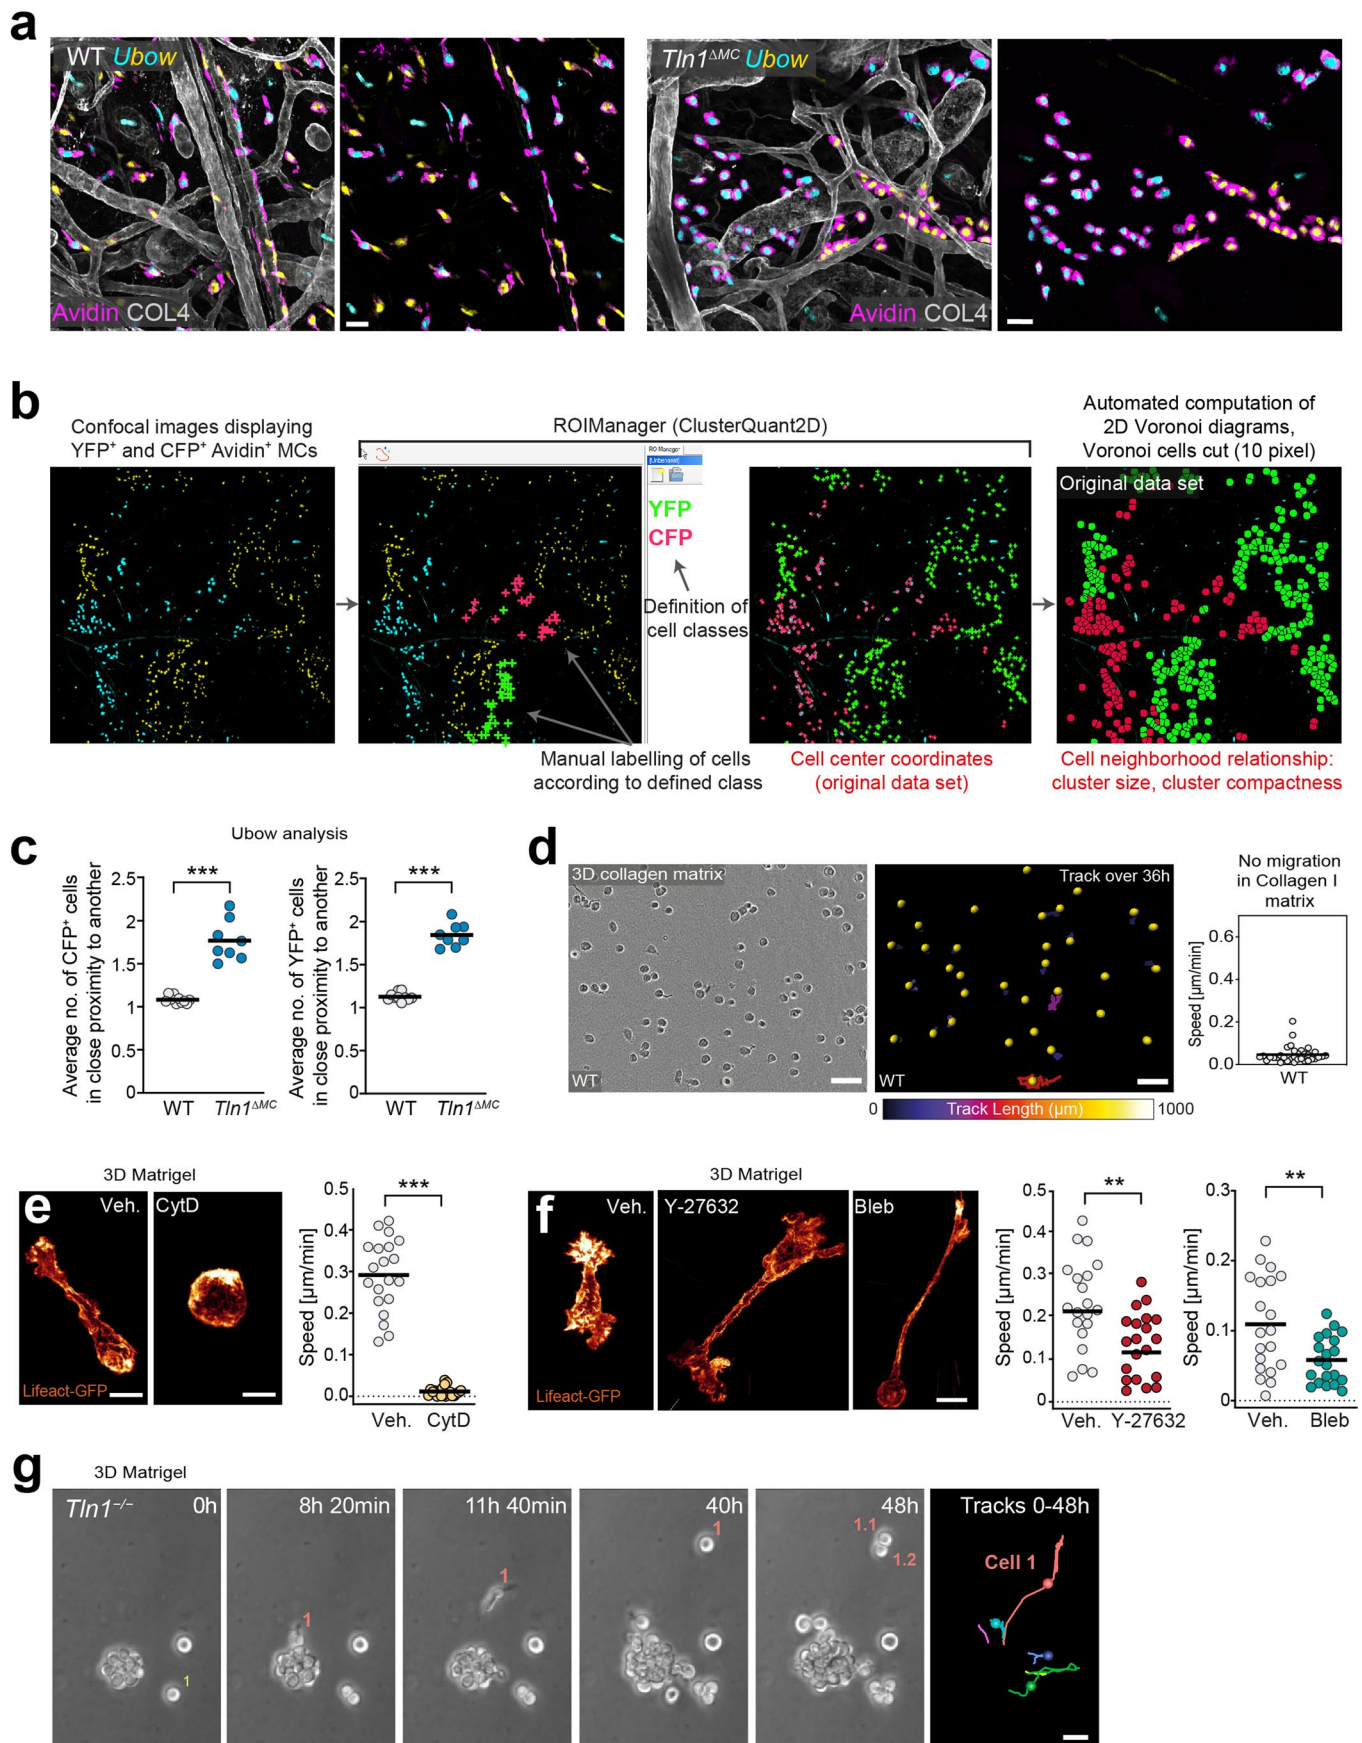 a
WT Ubow
Avidin COL4
Tln1ΔMC Ubow
Avidin COL4
b
Confocal images displaying
YFP+ and CFP+ Avidin+ MCs
ROIManager (ClusterQuant2D)
Automated computation of
2D Voronoi diagrams,
Voronoi cells cut (10 pixel)
ROI Manager
YFP
CFP
Definition of
cell classes
Original data set
Manual labelling of cells
according to defined class
Cell center coordinates
(original data set)
Cell neighborhood relationship:
cluster size, cluster compactness
c
Ubow analysis
Average no. of CFP+ cells
in close proximity to another
2.5
2
1.5
1
0.5
0
***
WT
Tln1ΔMC
Average no. of YFP+ cells
in close proximity to another
2.5
2
1.5
1
0.5
0
***
WT
Tln1ΔMC
d
3D collagen matrix
WT
Track over 36h
WT
0
Track Length (µm)
1000
No migration
in Collagen I
matrix
Speed [µm/min]
0.6
0.4
0.2
0.0
WT
e
3D Matrigel
Veh.
CytD
Lifeact-GFP
Speed [µm/min]
0.5
0.4
0.3
0.2
0.1
0.0
***
Veh.
CytD
f
3D Matrigel
Veh.
Y-27632
Bleb
Lifeact-GFP
Speed [µm/min]
0.5
0.4
0.3
0.2
0.1
0
**
Veh.
Y-27632
Speed [µm/min]
0.3
0.2
0.1
0
**
Veh.
Bleb
g
3D Matrigel
Tln1–/–
0h
1
8h 20min
1
11h 40min
1
40h
1
48h
1.1
1.2
Tracks 0-48h
Cell 1